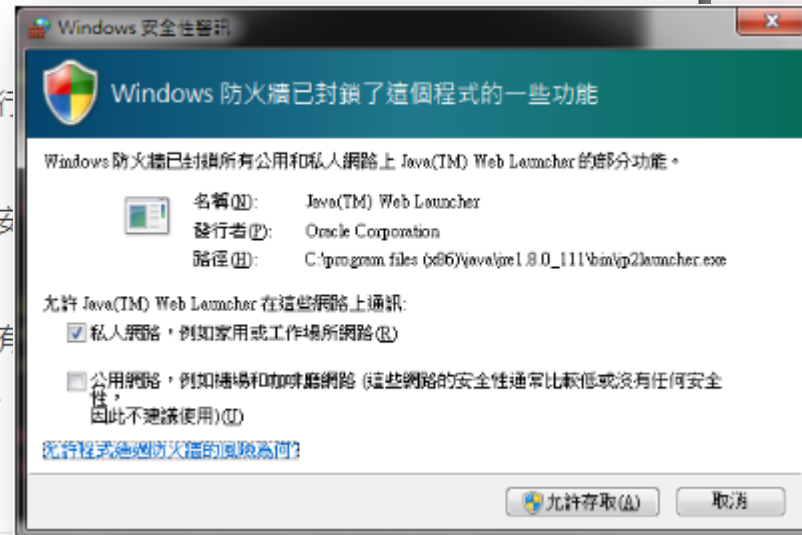 Windows 安全性警訊
Windows 防火牆已封鎖了這個程式的一些功能
Windows 防火牆已封鎖所有公用和私人網路上 Java(TM) Web Launcher 的部分功能。
名稱(N): Java(TM) Web Launcher
發行者(P): Oracle Corporation
路徑(H): C:\program files (x86)\java\jre1.8.0_111\bin\jp2launcher.exe
允許 Java(TM) Web Launcher 在這些網路上通訊:
私人網路，例如家用或工作場所網路(R)
公用網路，例如機場和咖啡廳網路 (這些網路的安全性通常比較低或沒有任何安全
性，
因此不建議使用)(U)
允許程式通過防火牆的風險為何?
允許存取(A) 取消